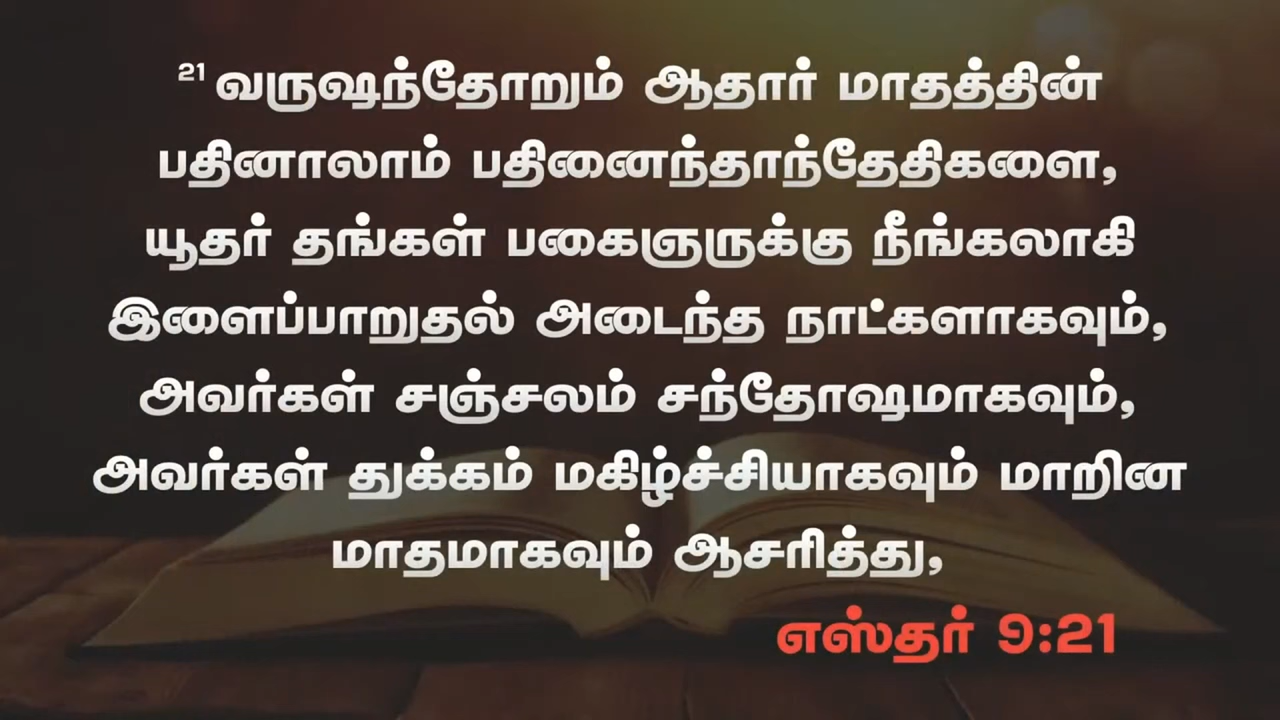 21 வருஷந்தோறும் ஆதார் மாதத்தின்
பதினாலாம் பதினைந்தாந்தேதிகளை,
யூதர் தங்கள் பகைஞருக்கு நீங்கலாகி
இளைப்பாறுதல் அடைந்த நாட்களாகவும்,
அவர்கள் சஞ்சலம் சந்தோஷமாகவும்,
அவர்கள் துக்கம் மகிழ்ச்சியாகவும் மாறின
மாதமாகவும் ஆசரித்து,
எஸ்தர் 9:21